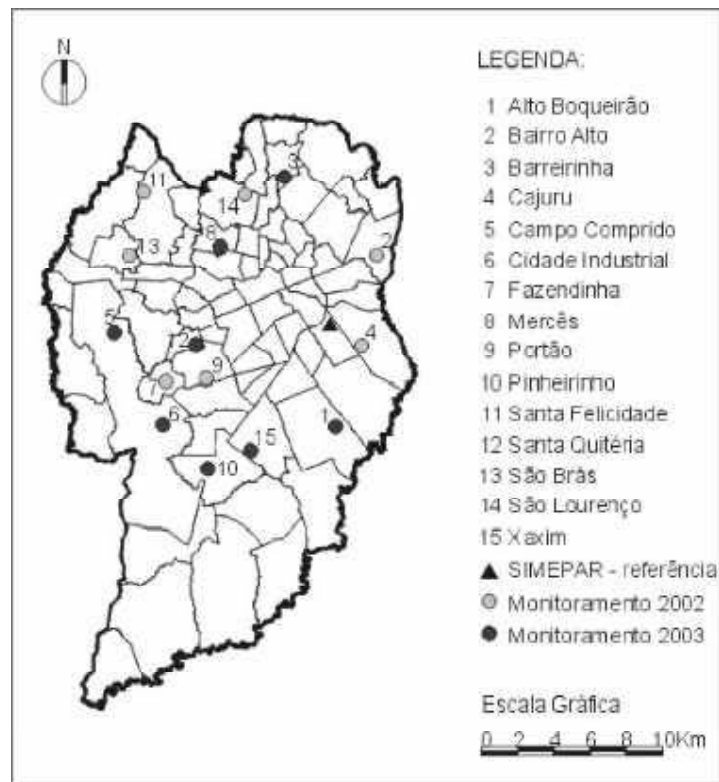 N
LEGENDA:
1 Alto Boqueirão
2 Bairro Alto
3 Barreirinha
4 Cajuru
5 Campo Comprido
6 Cidade Industrial
7 Fazendinha
8 Mercês
9 Portão
10 Pinheirinho
11 Santa Felicidade
12 Santa Quitéria
13 São Brás
14 São Lourenço
15 Xaxim
SIMEPAR - referência
Monitoramento 2002
Monitoramento 2003
Escala Gráfica
0 2 4 6 8 10Km
3
11
14
8
2
13
5
4
9
6
1
15
10